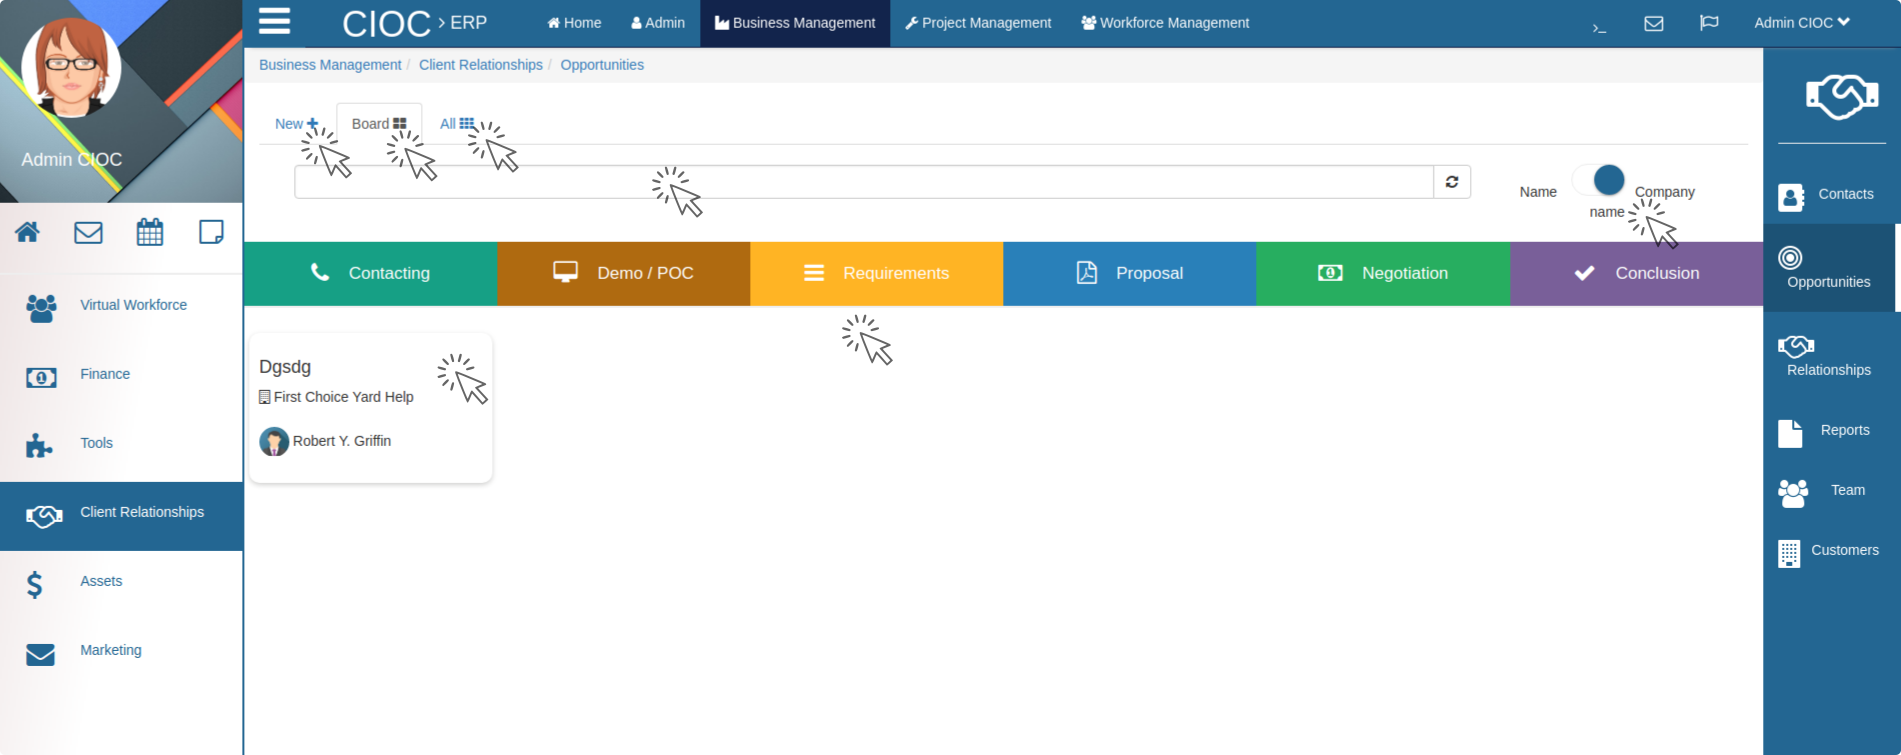 CIOC > ERP
Home
Admin
Business Management
Project Management
Workforce Management
>_
Admin CIOC
Admin CIOC
Business Management / Client Relationships / Opportunities
New
Board
All
Name
Company
name
Contacting
Demo / POC
Requirements
Proposal
Negotiation
Conclusion
Dgsdg
First Choice Yard Help
Robert Y. Griffin
Virtual Workforce
Finance
Tools
Client Relationships
Assets
Marketing
Contacts
Opportunities
Relationships
Reports
Team
Customers